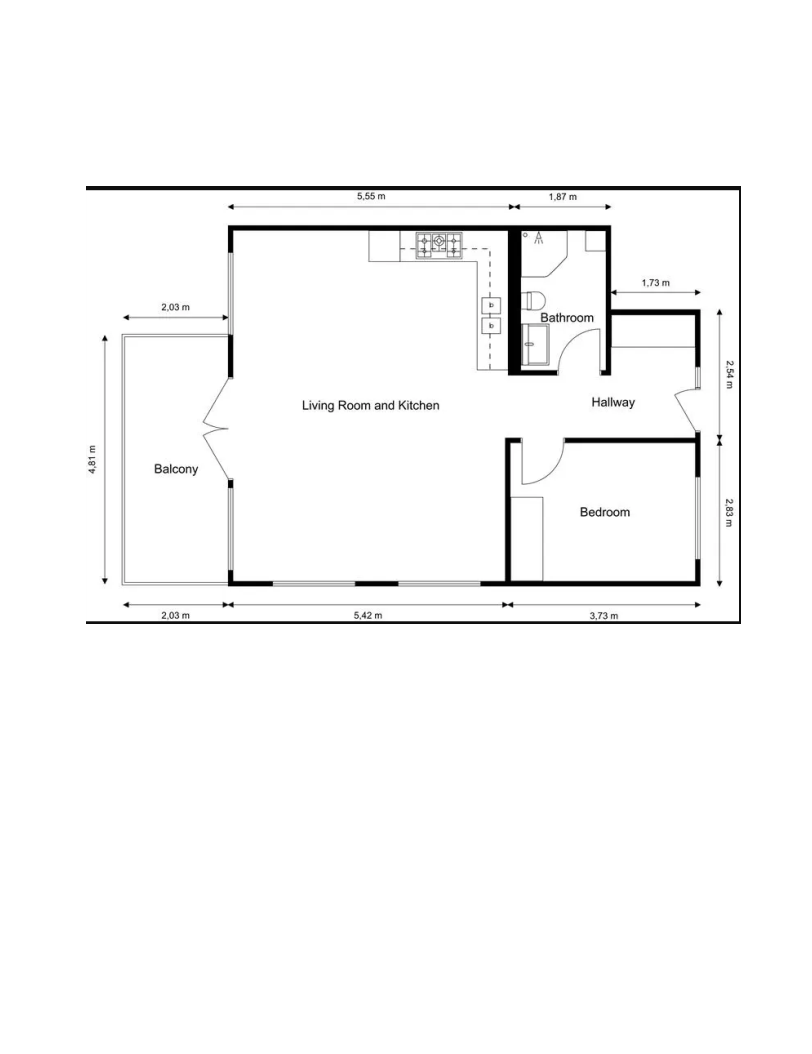 5,55 m
1,87 m
1,73 m
2,03 m
Bathroom
2,54 m
Living Room and Kitchen
Hallway
4,81 m
Balcony
Bedroom
2,83 m
2,03 m
5,42 m
3,73 m